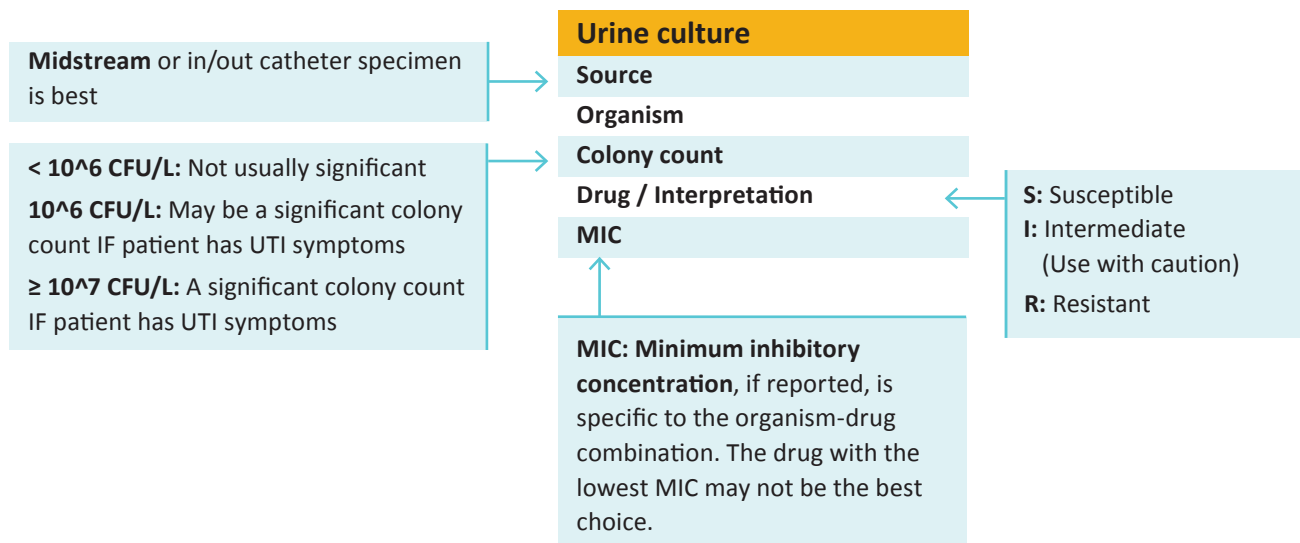 Urine culture
Source
Organism
Colony count
Drug / Interpretation
MIC
Midstream or in/out catheter specimen
is best
< 10^6 CFU/L: Not usually significant
10^6 CFU/L: May be a significant colony
count IF patient has UTI symptoms
≥ 10^7 CFU/L: A significant colony count
IF patient has UTI symptoms
S: Susceptible
I: Intermediate
(Use with caution)
R: Resistant
MIC: Minimum inhibitory
concentration, if reported, is
specific to the organism-drug
combination. The drug with the
lowest MIC may not be the best
choice.